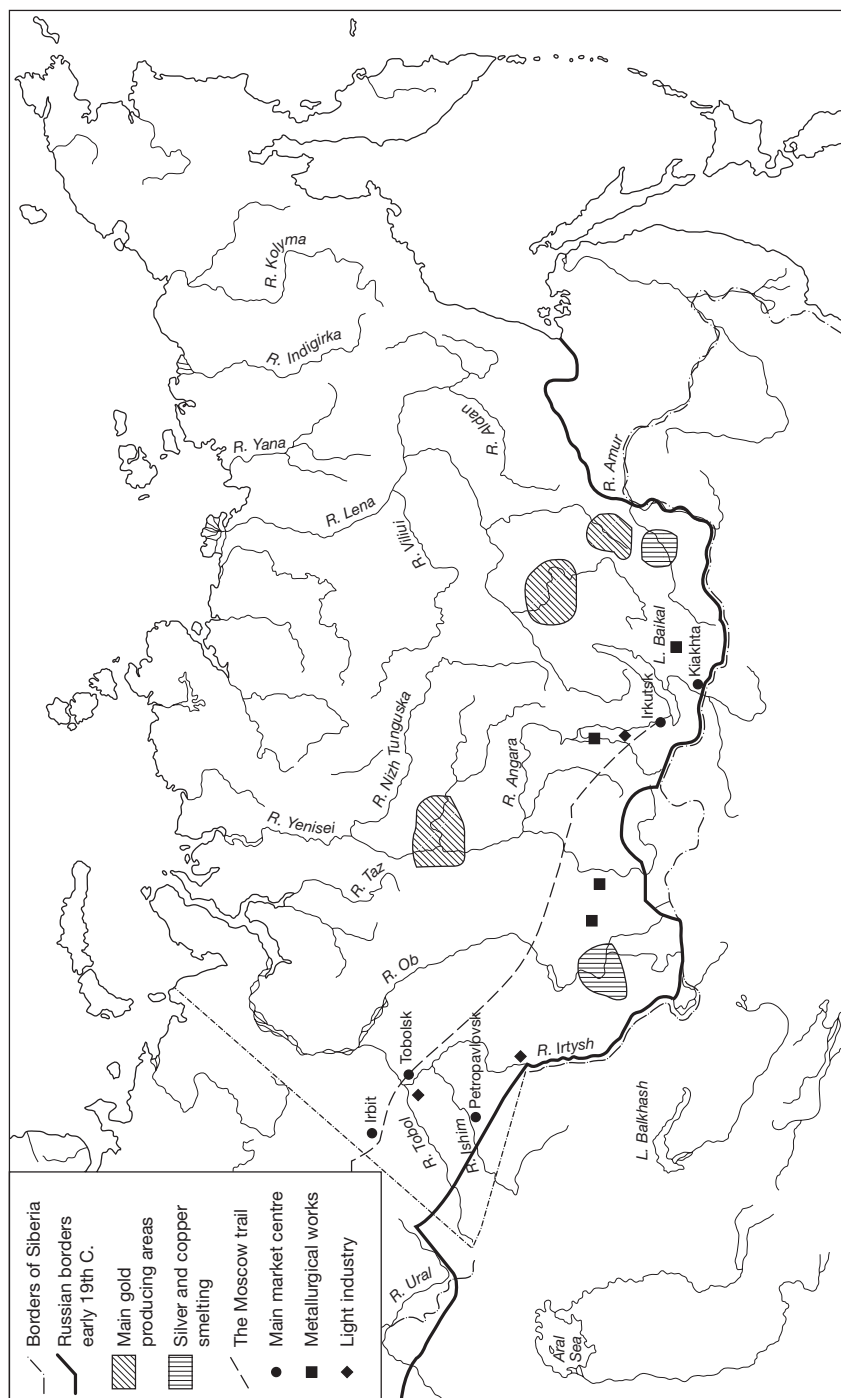 Borders of Siberia
Russian borders
early 19th C.
Main gold
producing areas
Silver and copper
smelting
The Moscow trail
Main market centre
Metallurgical works
Light industry
R. Ural
Aral
Sea
L. Balkhash
R. Tobol
R. Ishim
Irbit
Tobolsk
Petropavlovsk
R. Irtysh
R. Ob
R. Taz
R. Yenisei
R. Nizh Tunguska
R. Angara
Irkutsk
Kiakhta
L. Baikal
R. Viliui
R. Lena
R. Aldan
R. Amur
R. Yana
R. Indigirka
R. Kolyma